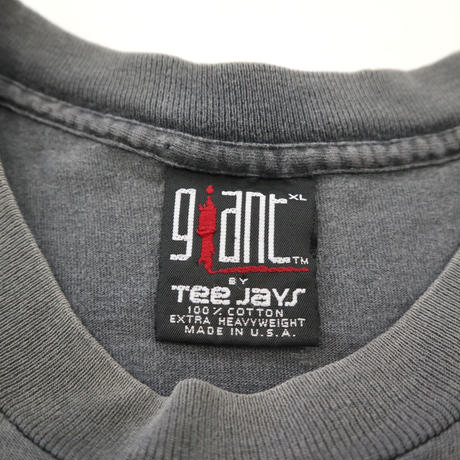 giant XL TM
BY
Tee Jays
100% COTTON
EXTRA HEAVYWEIGHT
MADE IN U.S.A.